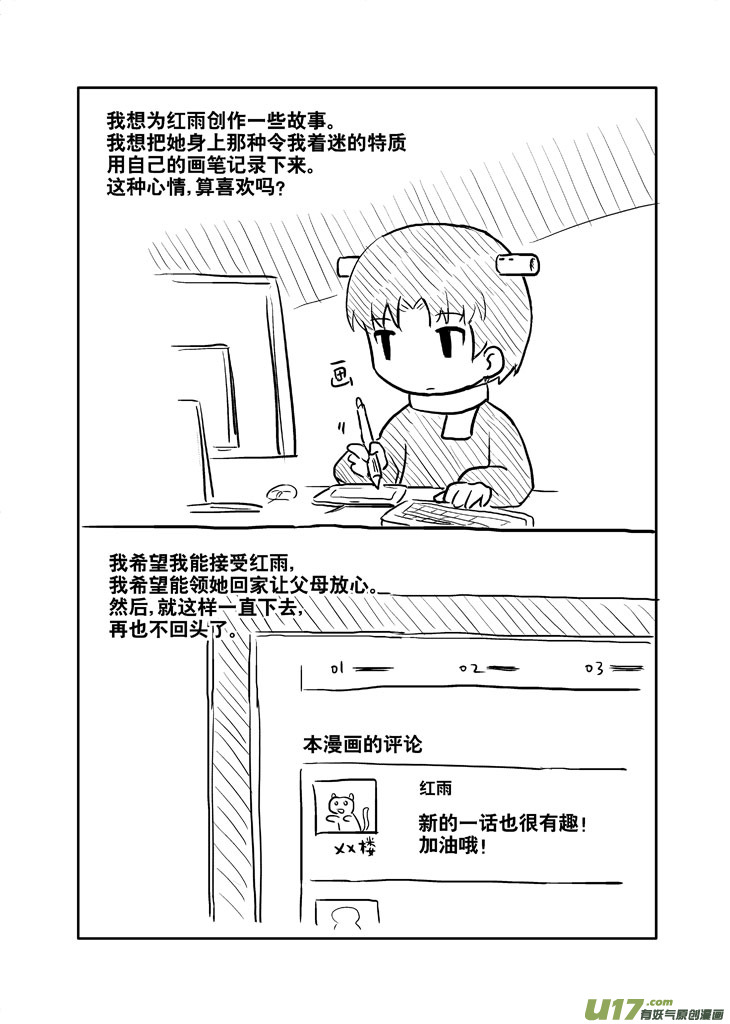 我想为红雨创作一些故事。
我想把她身上那种令我着迷的特质
用自己的画笔记录下来。
这种心情,算喜欢吗?
画
我希望我能接受红雨,
我希望能领她回家让父母放心。
然后,就这样一直下去,
再也不回头了。
01 02 03
本漫画的评论
红雨
新的一话也很有趣!
加油哦!
xx楼
U17.com
有妖气原创漫画